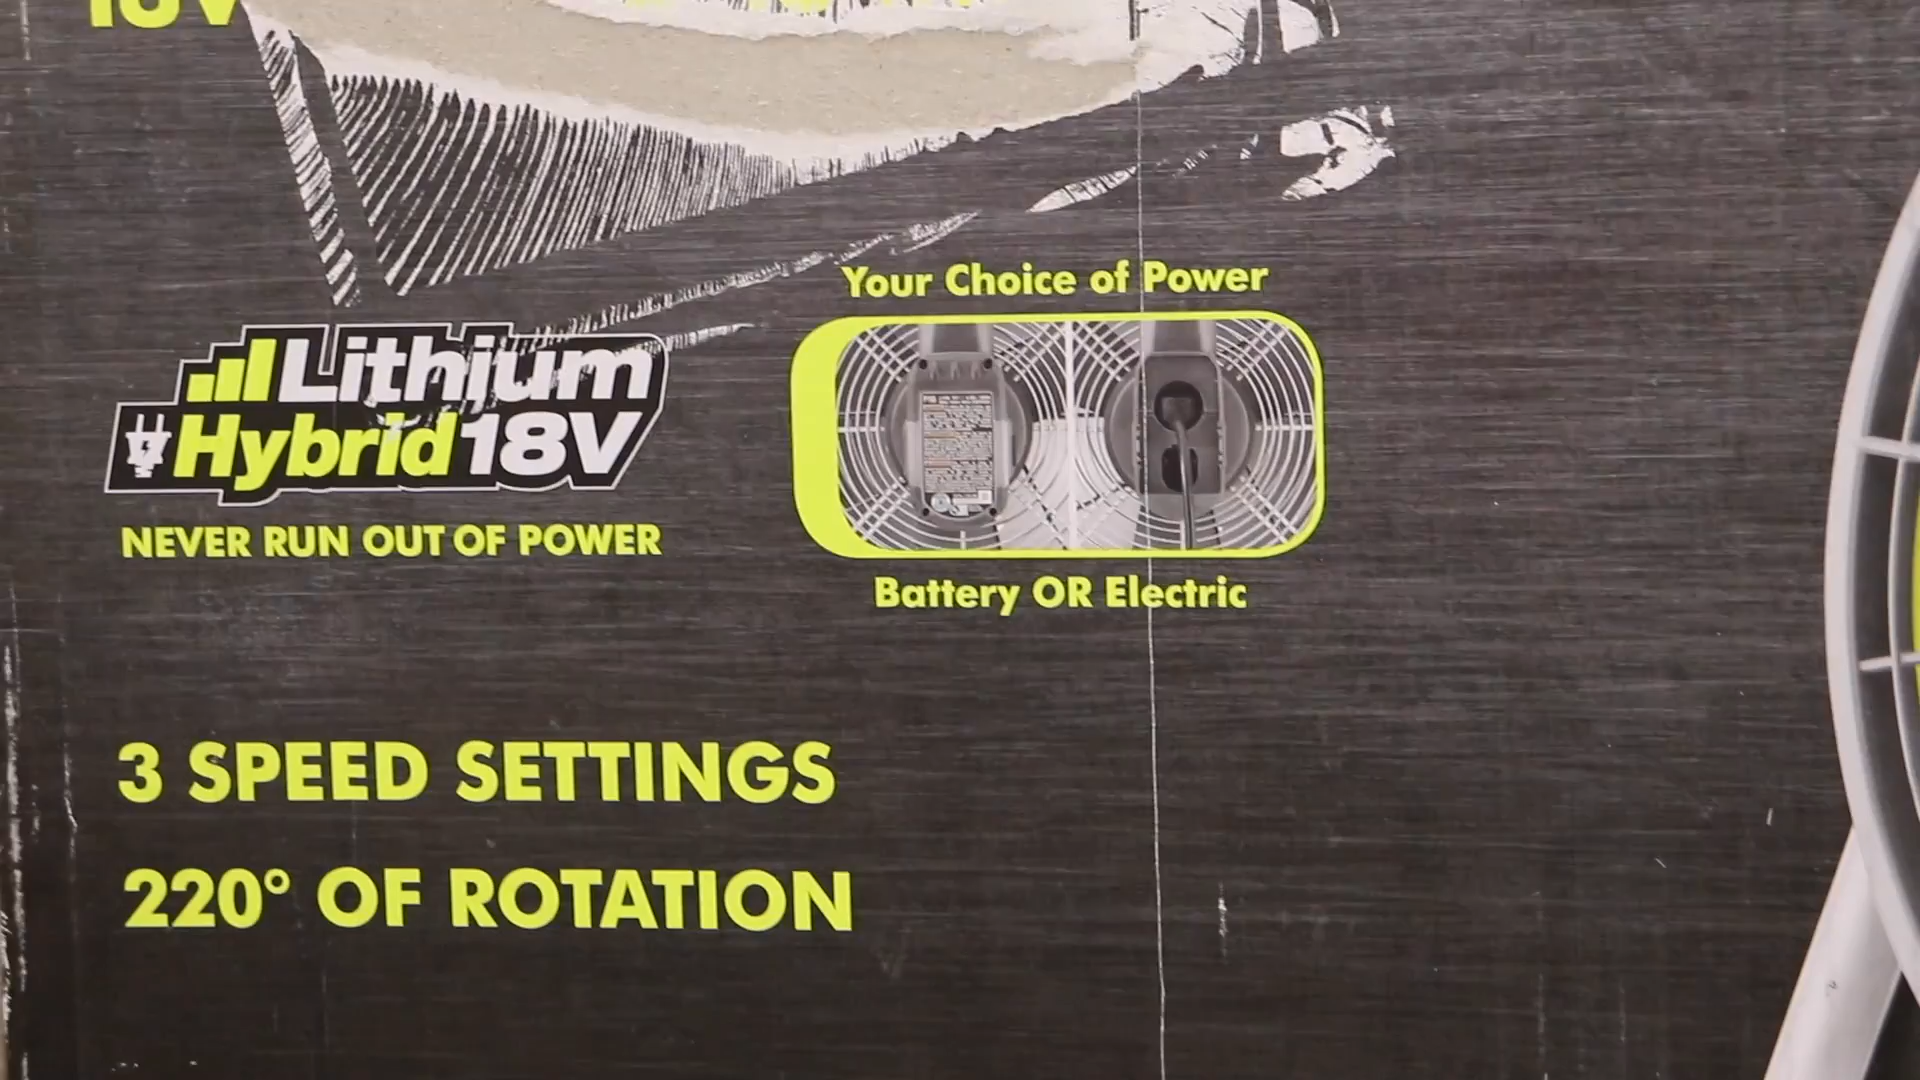 18V
Your Choice of Power
Lithium
Hybrid 18V
NEVER RUN OUT OF POWER
Battery OR Electric
3 SPEED SETTINGS
220° OF ROTATION